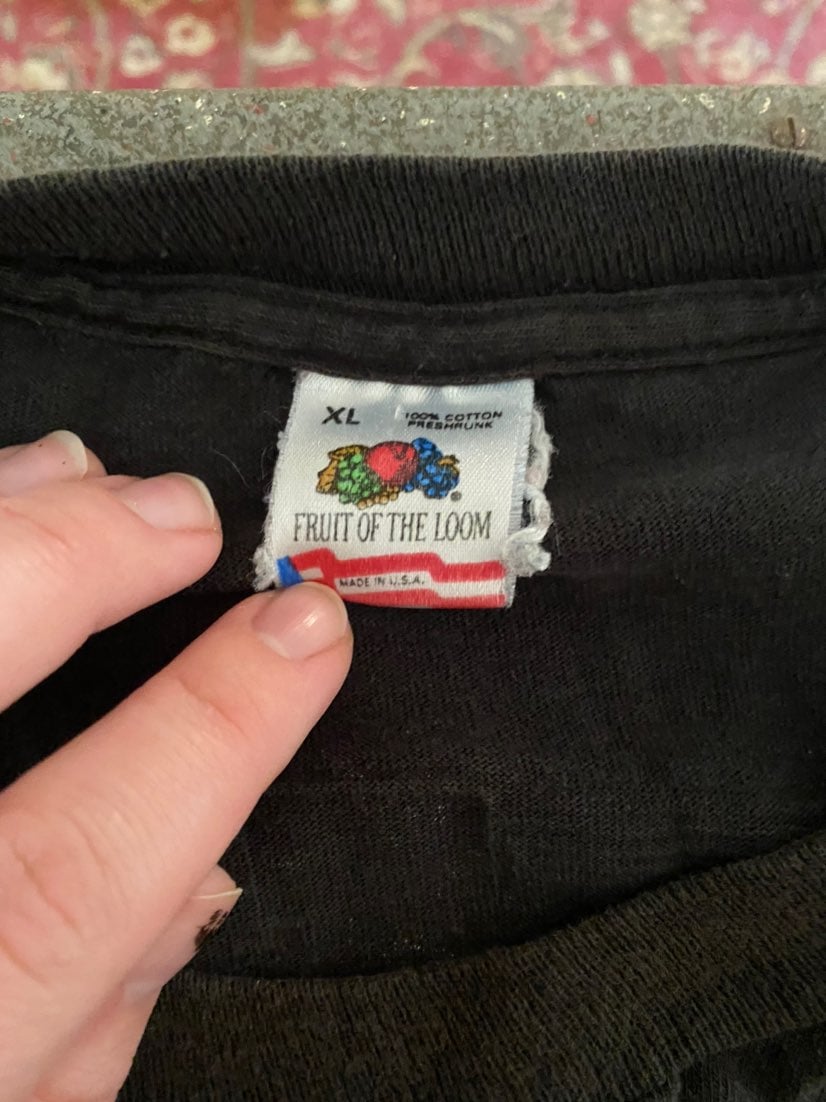 XL
100% COTTON
PRESHRUNK
®
FRUIT OF THE LOOM
MADE IN U.S.A.